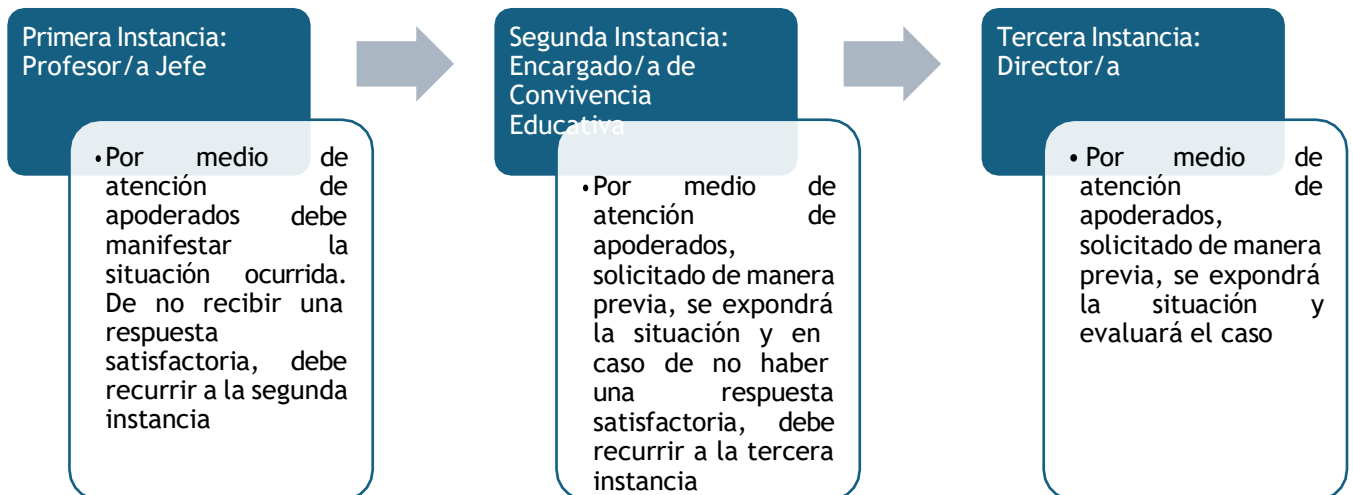 Primera Instancia:
Profesor/a Jefe
•Por medio de
atención de
apoderados debe
manifestar la
situación ocurrida.
De no recibir una
respuesta
satisfactoria, debe
recurrir a la segunda
instancia
Segunda Instancia:
Encargado/a de
Convivencia
Educativa
•Por medio de
atención de
apoderados,
solicitado de manera
previa, se expondrá
la situación y en
caso de no haber
una respuesta
satisfactoria, debe
recurrir a la tercera
instancia
Tercera Instancia:
Director/a
• Por medio de
atención de
apoderados,
solicitado de manera
previa, se expondrá
la situación y
evaluará el caso